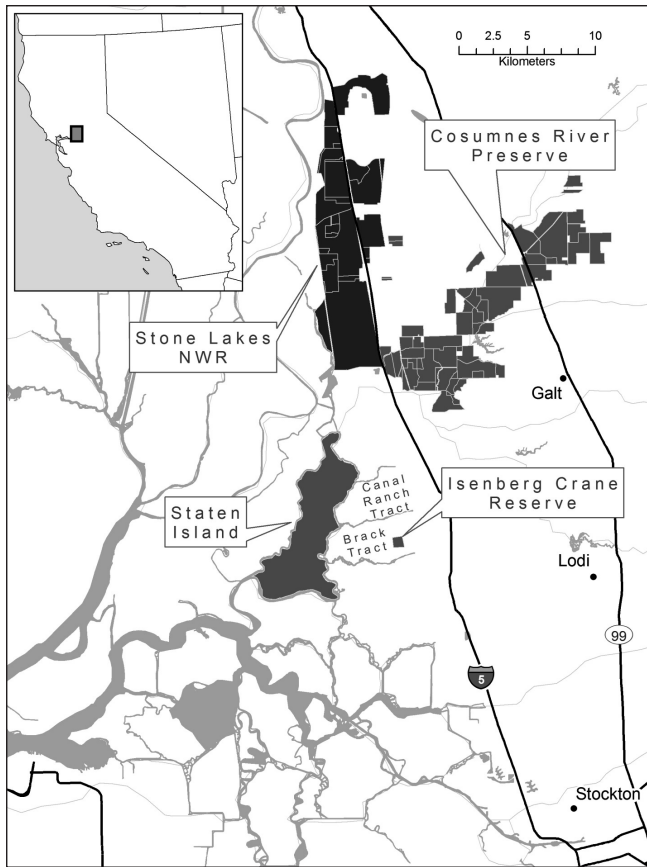 0 2.5 5 10
Kilometers
Cosumnes River
Preserve
Stone Lakes
NWR
Galt
Canal
Ranch
Tract
Isenberg Crane
Reserve
Staten
Island
Brack
Tract
Lodi
99
5
Stockton